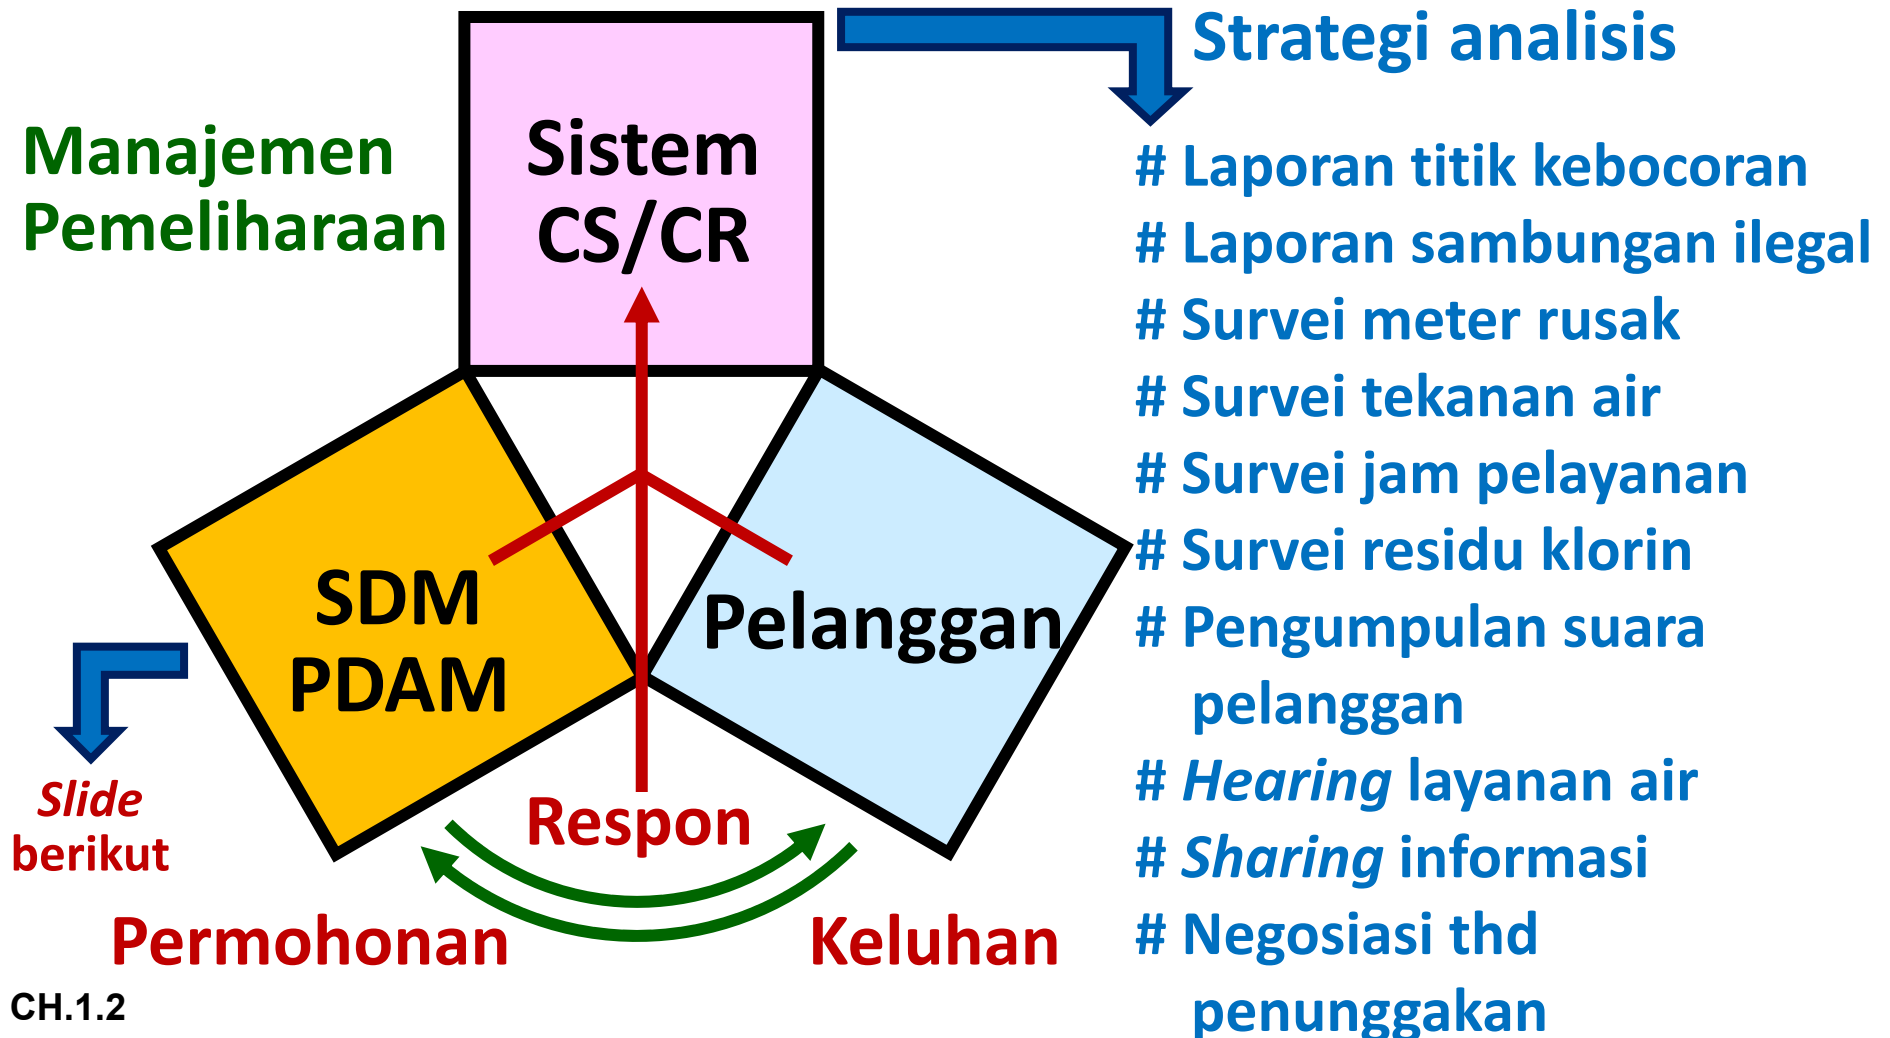 Strategi analisis
Manajemen
Pemeliharaan
Sistem
CS/CR
SDM
PDAM
Pelanggan
Slide
berikut
Respon
Permohonan
Keluhan
# Laporan titik kebocoran
# Laporan sambungan ilegal
# Survei meter rusak
# Survei tekanan air
# Survei jam pelayanan
# Survei residu klorin
# Pengumpulan suara
pelanggan
# Hearing layanan air
# Sharing informasi
# Negosiasi thd
penunggakan
CH.1.2